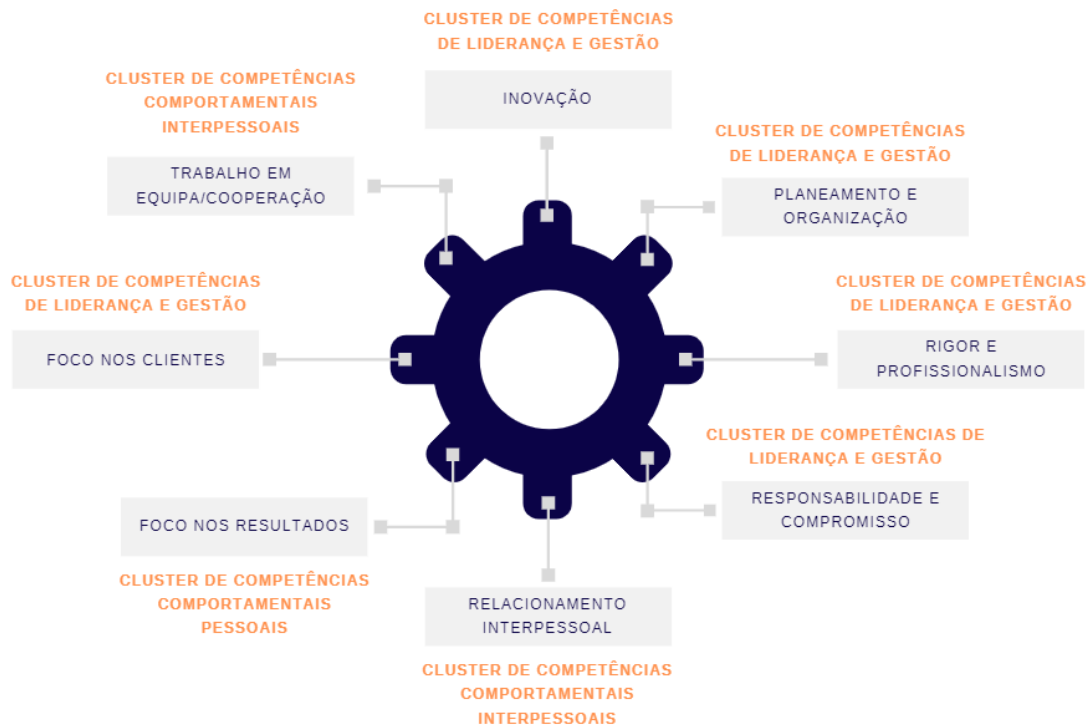 CLUSTER DE COMPETÊNCIAS
DE LIDERANÇA E GESTÃO
INOVAÇÃO
CLUSTER DE COMPETÊNCIAS
COMPORTAMENTAIS
INTERPESSOAIS
TRABALHO EM
EQUIPA/COOPERAÇÃO
CLUSTER DE COMPETÊNCIAS
DE LIDERANÇA E GESTÃO
PLANEAMENTO E
ORGANIZAÇÃO
CLUSTER DE COMPETÊNCIAS
DE LIDERANÇA E GESTÃO
FOCO NOS CLIENTES
CLUSTER DE COMPETÊNCIAS
DE LIDERANÇA E GESTÃO
RIGOR E
PROFISSIONALISMO
CLUSTER DE COMPETÊNCIAS DE
LIDERANÇA E GESTÃO
RESPONSABILIDADE E
COMPROMISSO
FOCO NOS RESULTADOS
CLUSTER DE COMPETÊNCIAS
COMPORTAMENTAIS
PESSOAIS
RELACIONAMENTO
INTERPESSOAL
CLUSTER DE COMPETÊNCIAS
COMPORTAMENTAIS
INTERPESSOAIS